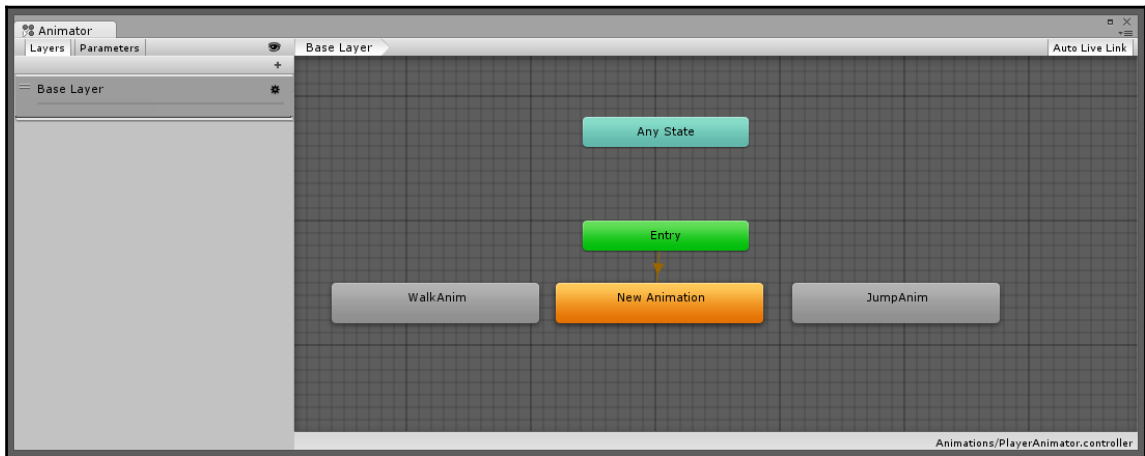 Animator
Layers Parameters
Base Layer
Auto Live Link
+
Base Layer
Any State
Entry
WalkAnim
New Animation
JumpAnim
Animations/PlayerAnimator.controller